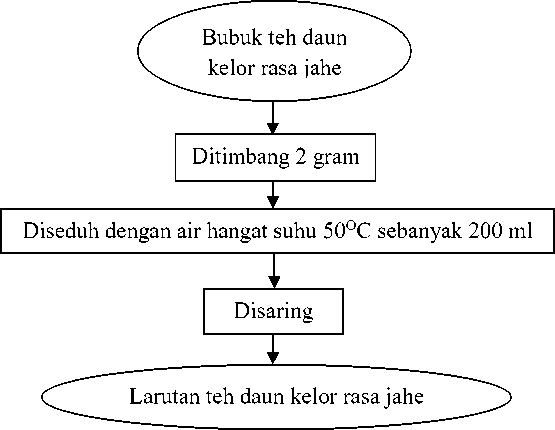 Bubuk teh daun
kelor rasa jahe
Ditimbang 2 gram
Diseduh dengan air hangat suhu 50⁰C sebanyak 200 ml
Disaring
Larutan teh daun kelor rasa jahe